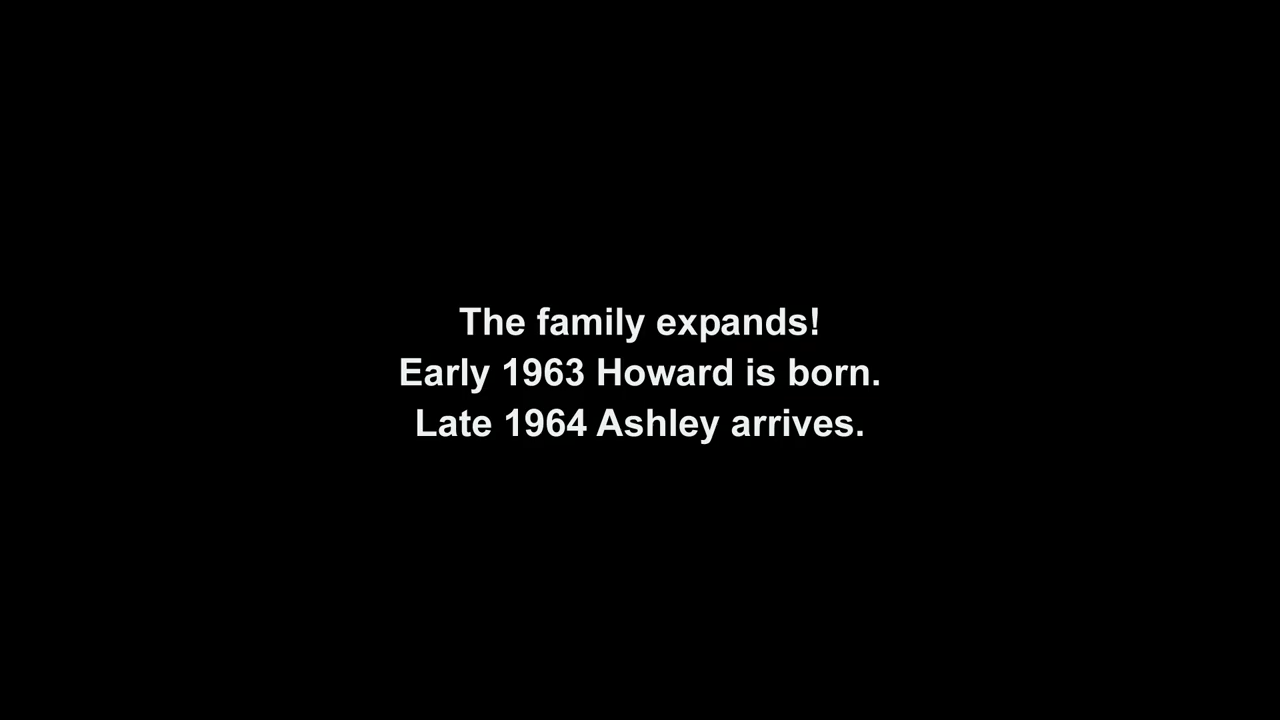 The family expands!
Early 1963 Howard is born.
Late 1964 Ashley arrives.